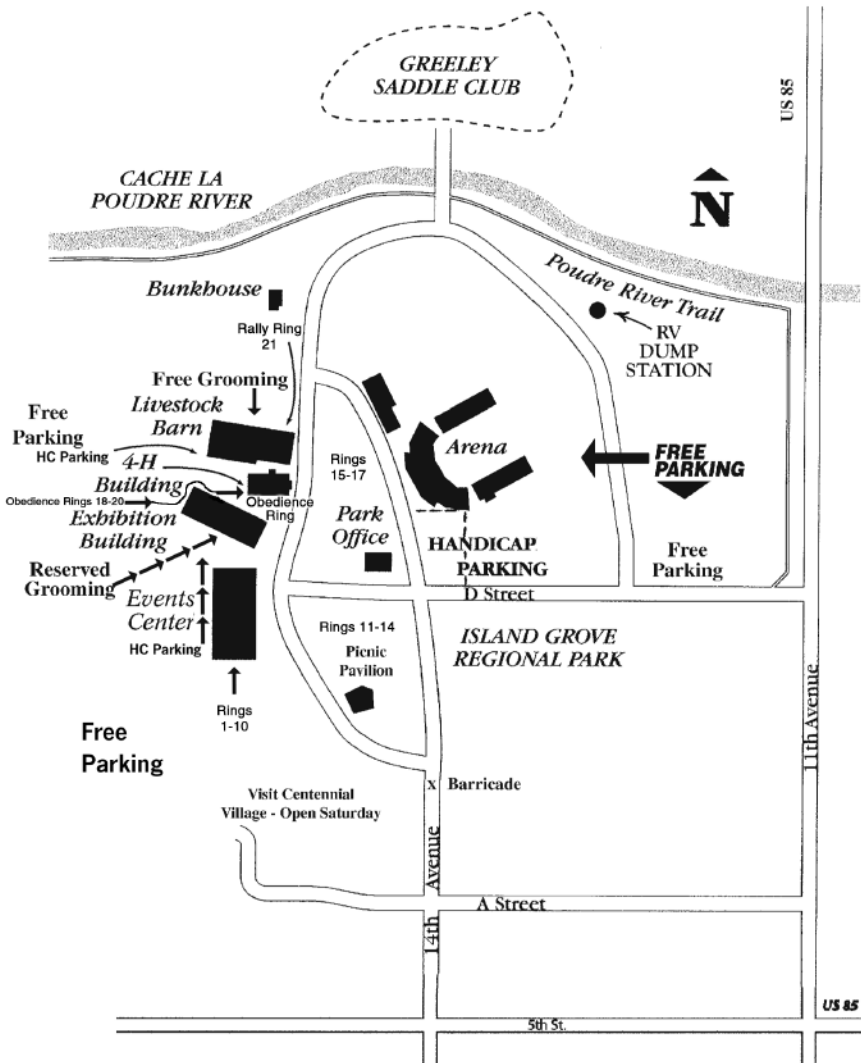 GREELEY
SADDLE CLUB
US 85
CACHE LA
POUDRE RIVER
N
Poudre River Trail
Bunkhouse
RV
DUMP
STATION
Rally Ring
21
Free Grooming
Livestock
Barn
Free
Parking
HC Parking
4-H
Building
Obedience Rings 18-20
Obedience
Ring
Exhibition
Building
Rings
15-17
Arena
FREE
PARKING
Park
Office
HANDICAP
PARKING
Free
Parking
Reserved
Grooming
D Street
Events
Center
HC Parking
Rings 11-14
Picnic
Pavilion
ISLAND GROVE
REGIONAL PARK
Rings
1-10
Free
Parking
11th Avenue
x Barricade
Visit Centennial
Village - Open Saturday
14th Avenue
A Street
US 85
5th St.